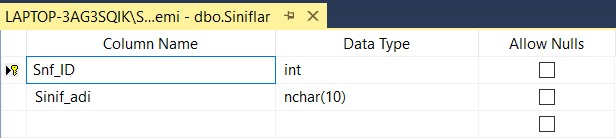 LAPTOP-3AG3SQIK\S...emi - dbo.Siniflar
Column Name Data Type Allow Nulls
Snf_ID int
Sinif_adi nchar(10)